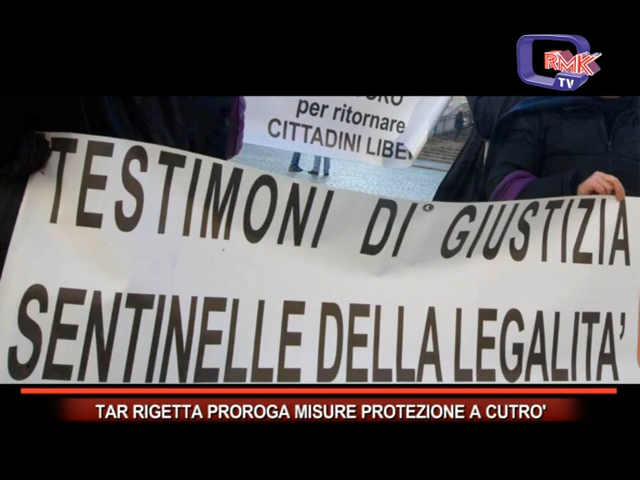 RMK
TV
per ritornare
CITTADINI LIBE
TESTIMONI DI GIUSTIZIA
SENTINELLE DELLA LEGALITA'
TAR RIGETTA PROROGA MISURE PROTEZIONE A CUTRO'